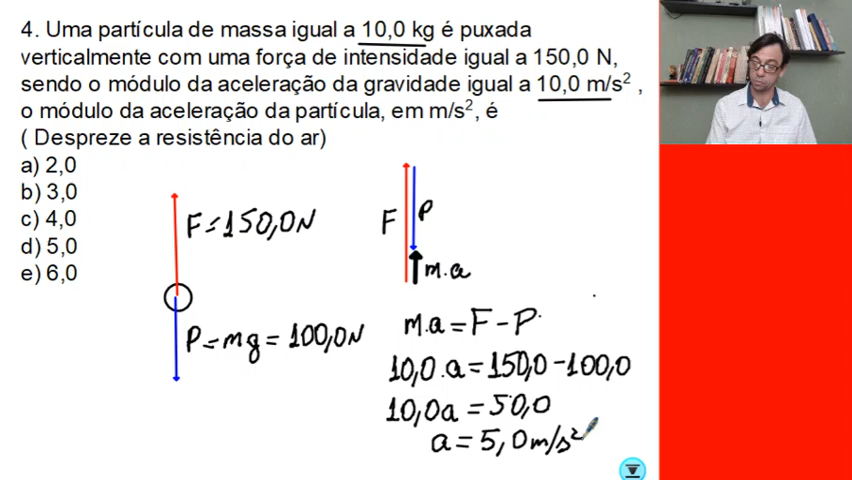 4. Uma partícula de massa igual a 10,0 kg é puxada
verticalmente com uma força de intensidade igual a 150,0 N,
sendo o módulo da aceleração da gravidade igual a 10,0 m/s² ,
o módulo da aceleração da partícula, em m/s², é
( Despreze a resistência do ar)
a) 2,0
b) 3,0
c) 4,0
d) 5,0
e) 6,0
F=150,0N
P=mg=100,0N
F
P
m.a
m.a=F-P
10,0.a=150,0-100,0
10,0a=50,0
a=5,0m/s²